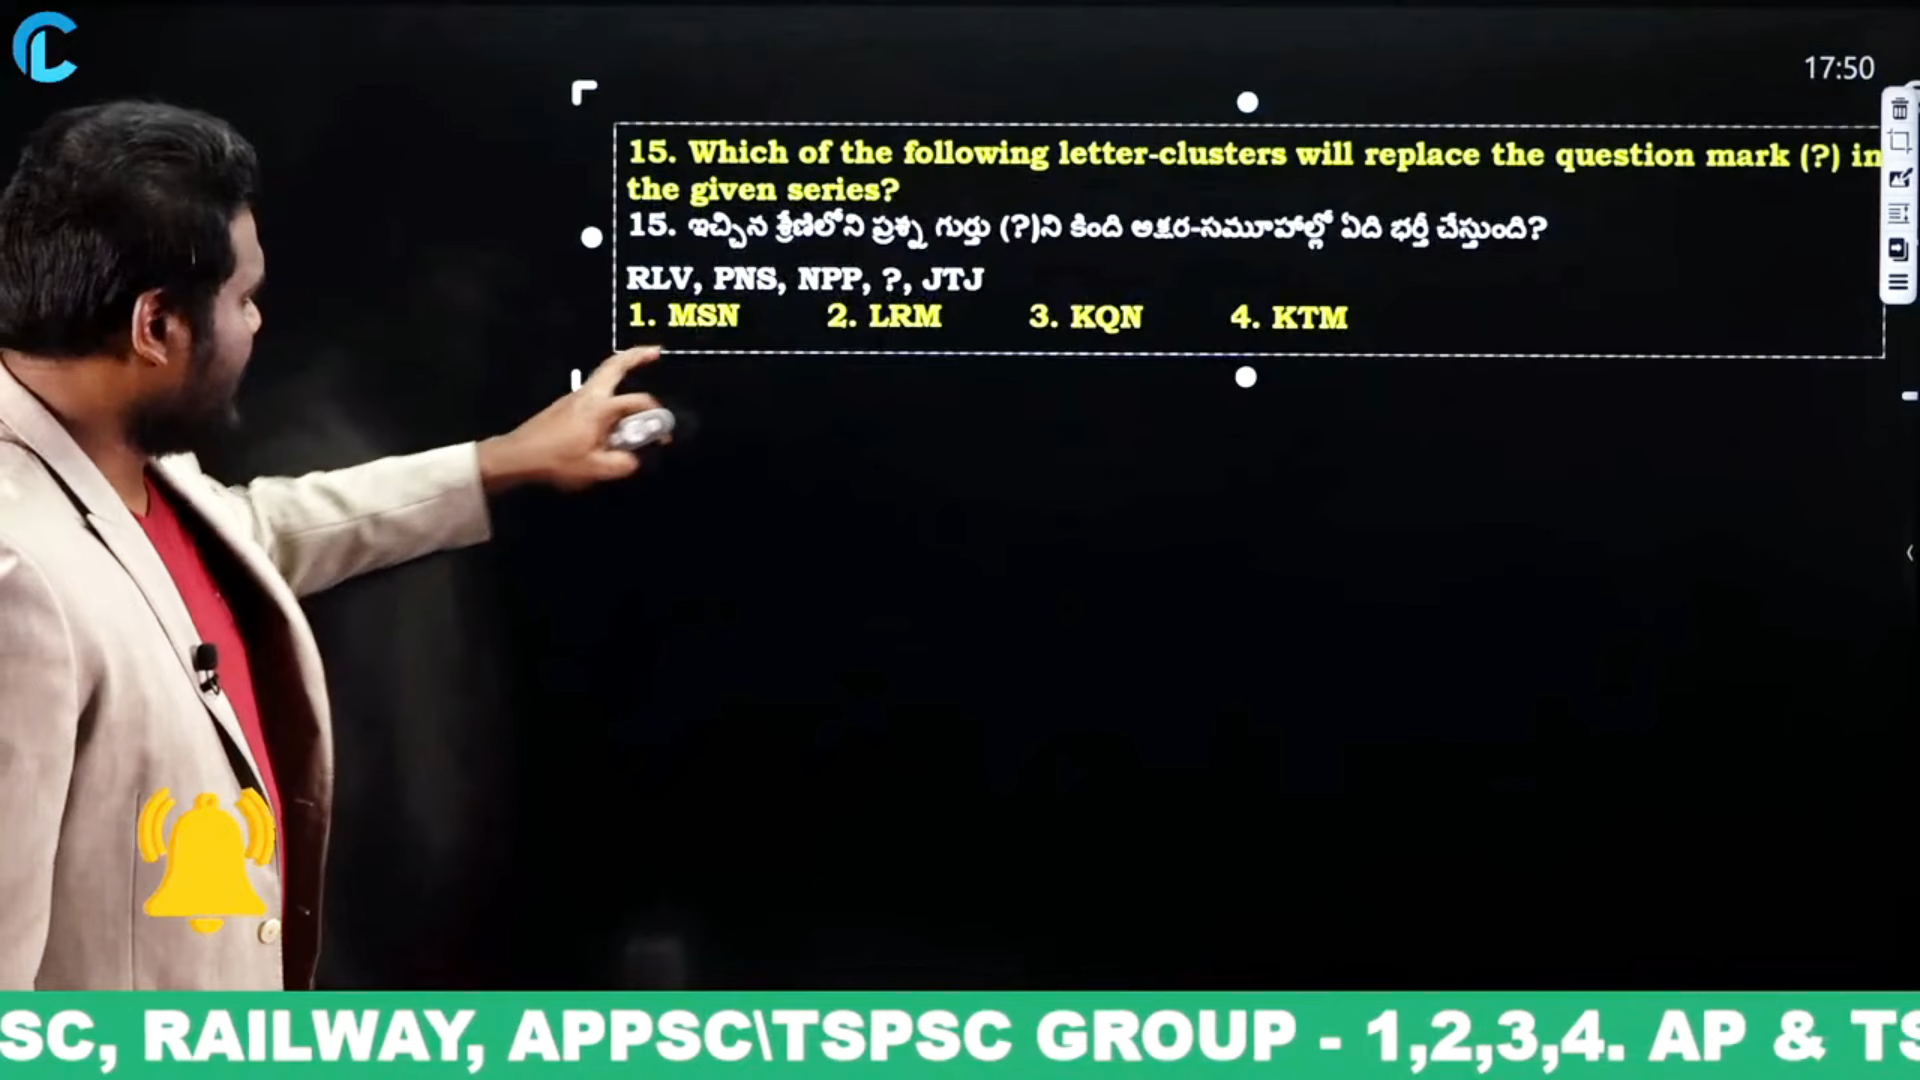 17:50
15. Which of the following letter-clusters will replace the question mark (?) in
the given series?
15. ఇచ్చిన శ్రేణిలోని ప్రశ్న గుర్తు (?)ని కింది అక్షర-సమూహాల్లో ఏది భర్తీ చేస్తుంది?
RLV, PNS, NPP, ?, JTJ
1. MSN 2. LRM 3. KQN 4. KTM
SC, RAILWAY, APPSC\TSPSC GROUP - 1,2,3,4. AP & TS